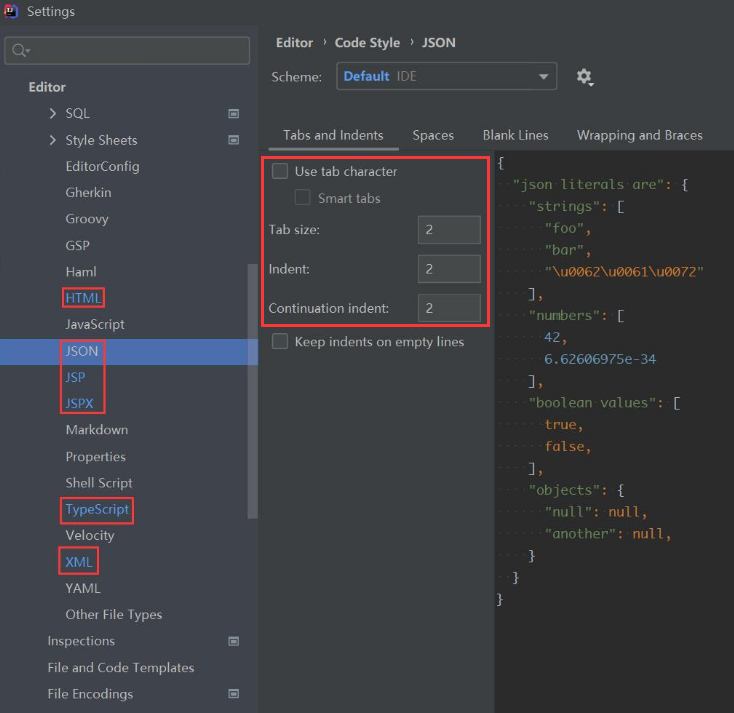 Settings
Editor
SQL
Style Sheets
EditorConfig
Gherkin
Groovy
GSP
Haml
HTML
JavaScript
JSON
JSP
JSPX
Markdown
Properties
Shell Script
TypeScript
Velocity
XML
YAML
Other File Types
Inspections
File and Code Templates
File Encodings
Editor › Code Style › JSON
Scheme: Default IDE
Tabs and Indents Spaces Blank Lines Wrapping and Braces
Use tab character
Smart tabs
Tab size: 2
Indent: 2
Continuation indent: 2
Keep indents on empty lines
{
"json literals are": {
"strings": [
"foo",
"bar",
"\u0062\u0061\u0072"
],
"numbers": [
42,
6.62606975e-34
],
"boolean values": [
true,
false,
],
"objects": {
"null": null,
"another": null,
}
}
}